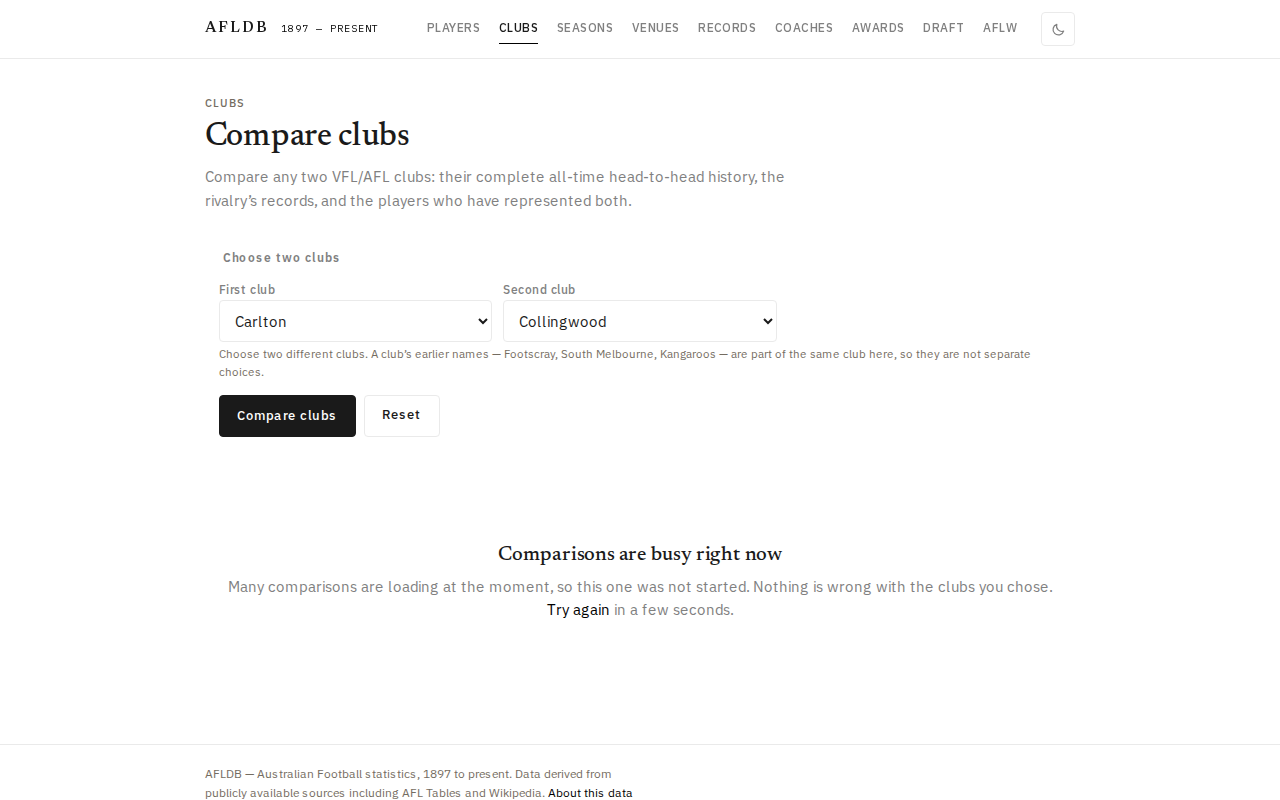 AFLDB 1897 – PRESENT PLAYERS CLUBS SEASONS VENUES RECORDS COACHES AWARDS DRAFT AFLW
CLUBS
Compare clubs
Compare any two VFL/AFL clubs: their complete all-time head-to-head history, the
rivalry’s records, and the players who have represented both.
Choose two clubs
First club Second club
Carlton Collingwood
Choose two different clubs. A club’s earlier names — Footscray, South Melbourne, Kangaroos — are part of the same club here, so they are not separate
choices.
Compare clubs Reset
Comparisons are busy right now
Many comparisons are loading at the moment, so this one was not started. Nothing is wrong with the clubs you chose.
Try again in a few seconds.
AFLDB — Australian Football statistics, 1897 to present. Data derived from
publicly available sources including AFL Tables and Wikipedia. About this data